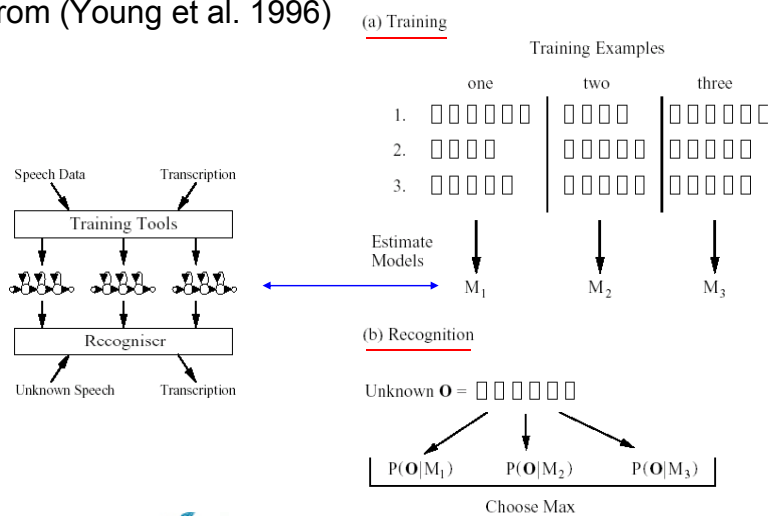 rom (Young et al. 1996)
(a) Training
Training Examples
one two three
1.
2.
3.
Estimate
Models
M1 M2 M3
Speech Data Transcription
Training Tools
Recogniser
Unknown Speech Transcription
(b) Recognition
Unknown O =
P(O|M1) P(O|M2) P(O|M3)
Choose Max